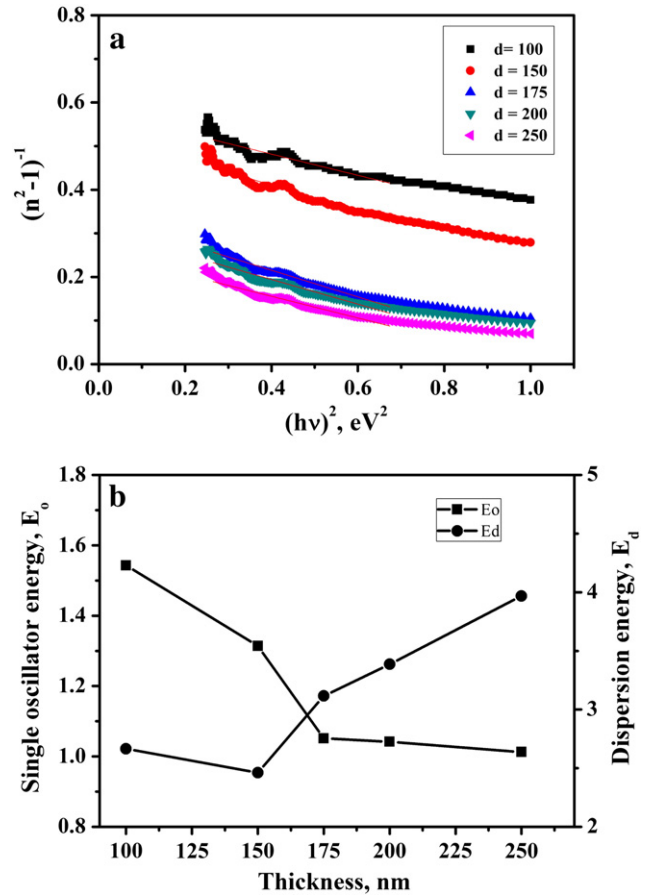 a
d= 100
d = 150
d = 175
d = 200
d = 250
0.8
0.6
0.4
0.2
0.0
(n²-1)⁻¹
0.0 0.2 0.4 0.6 0.8 1.0
(hν)², eV²
b
Eo
Ed
1.8
1.6
1.4
1.2
1.0
0.8
Single oscillator energy, Eₒ
5
4
3
2
Dispersion energy, E_d
100 125 150 175 200 225 250
Thickness, nm